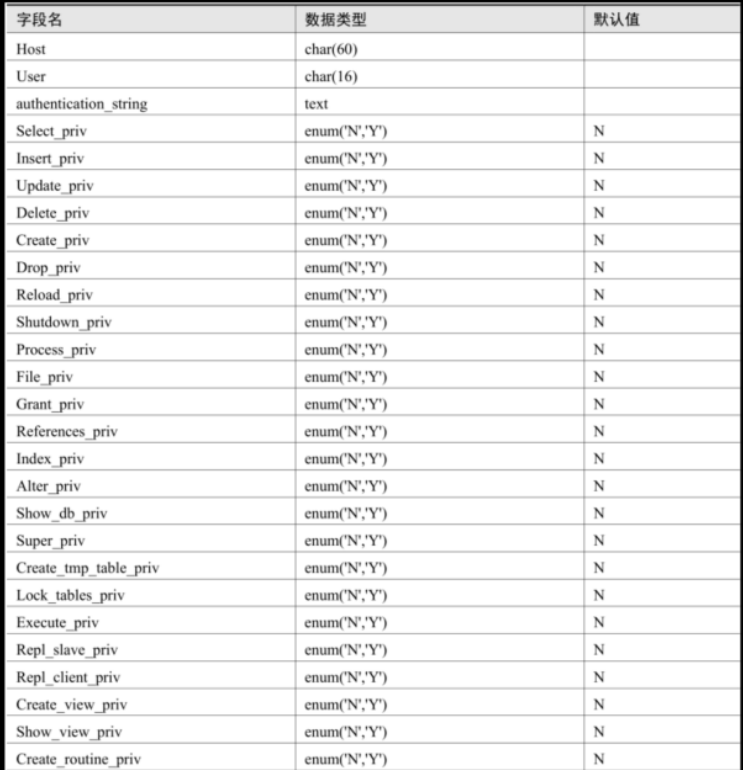 字段名 数据类型 默认值
Host char(60)
User char(16)
authentication_string text
Select_priv enum('N','Y') N
Insert_priv enum('N','Y') N
Update_priv enum('N','Y') N
Delete_priv enum('N','Y') N
Create_priv enum('N','Y') N
Drop_priv enum('N','Y') N
Reload_priv enum('N','Y') N
Shutdown_priv enum('N','Y') N
Process_priv enum('N','Y') N
File_priv enum('N','Y') N
Grant_priv enum('N','Y') N
References_priv enum('N','Y') N
Index_priv enum('N','Y') N
Alter_priv enum('N','Y') N
Show_db_priv enum('N','Y') N
Super_priv enum('N','Y') N
Create_tmp_table_priv enum('N','Y') N
Lock_tables_priv enum('N','Y') N
Execute_priv enum('N','Y') N
Repl_slave_priv enum('N','Y') N
Repl_client_priv enum('N','Y') N
Create_view_priv enum('N','Y') N
Show_view_priv enum('N','Y') N
Create_routine_priv enum('N','Y') N